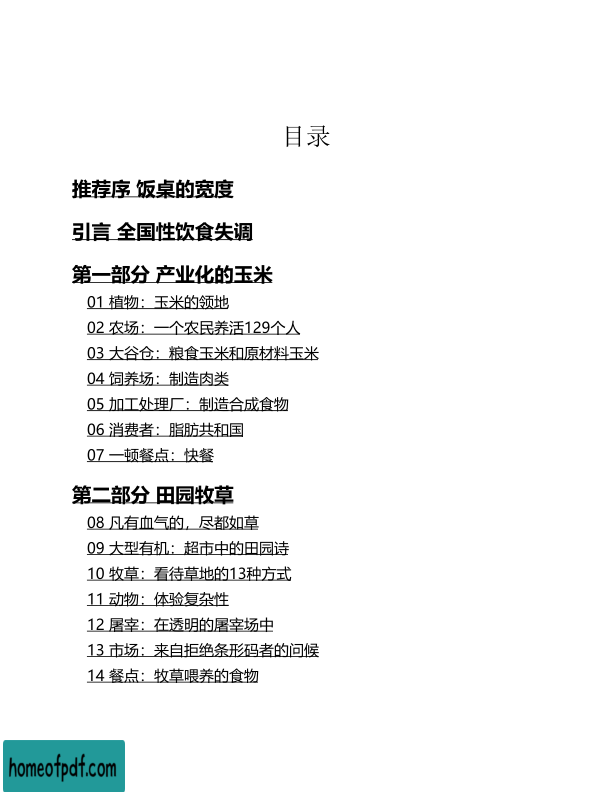 目录
推荐序 饭桌的宽度
引言 全国性饮食失调
第一部分 产业化的玉米
01 植物：玉米的领地
02 农场：一个农民养活129个人
03 大谷仓：粮食玉米和原材料玉米
04 饲养场：制造肉类
05 加工处理厂：制造合成食物
06 消费者：脂肪共和国
07 一顿餐点：快餐
第二部分 田园牧草
08 凡有血气的，尽都如草
09 大型有机：超市中的田园诗
10 牧草：看待草地的13种方式
11 动物：体验复杂性
12 屠宰：在透明的屠宰场中
13 市场：来自拒绝条形码者的问候
14 餐点：牧草喂养的食物
homeofpdf.com